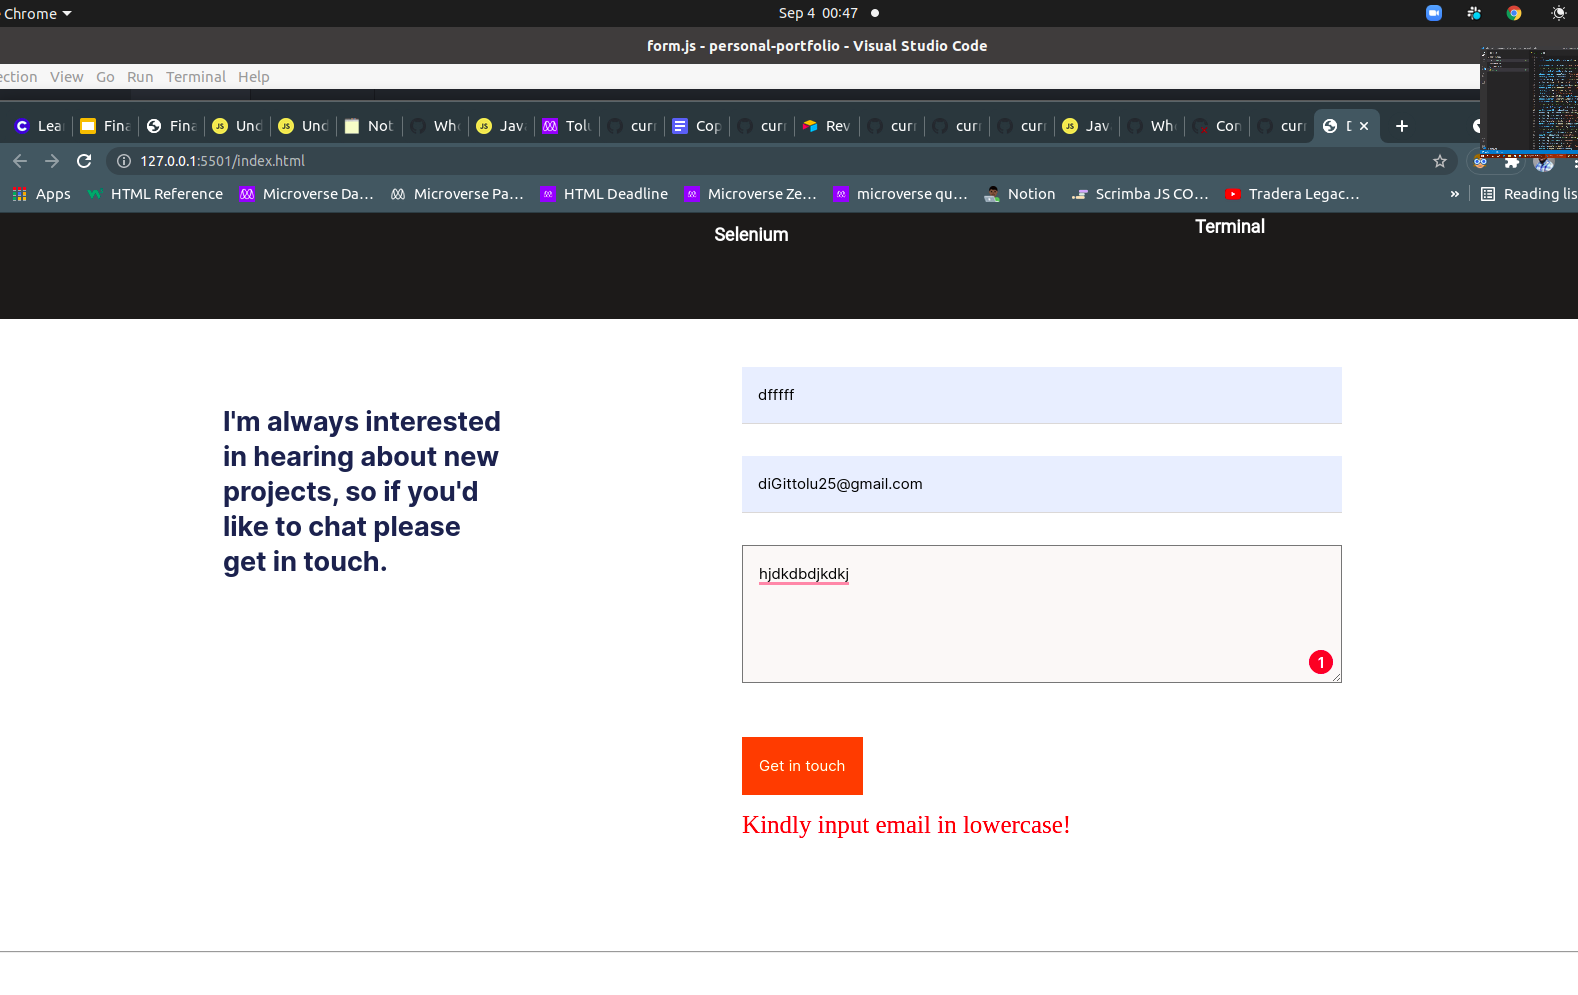 Chrome
Sep 4 00:47
form.js - personal-portfolio - Visual Studio Code
ection View Go Run Terminal Help
Lea Fina Fina Und Und Not Who Jav Tolu curr Cop curr Rev curr curr curr Jav Who Con curr D
127.0.0.1:5501/index.html
Apps HTML Reference Microverse Da… Microverse Pa… HTML Deadline Microverse Ze… microverse qu… Notion Scrimba JS CO… Tradera Legac… » Reading lis
Selenium
Terminal
dfffff
I'm always interested
in hearing about new
projects, so if you'd
like to chat please
get in touch.
diGittolu25@gmail.com
hjdkdbdjkdkj
1
Get in touch
Kindly input email in lowercase!